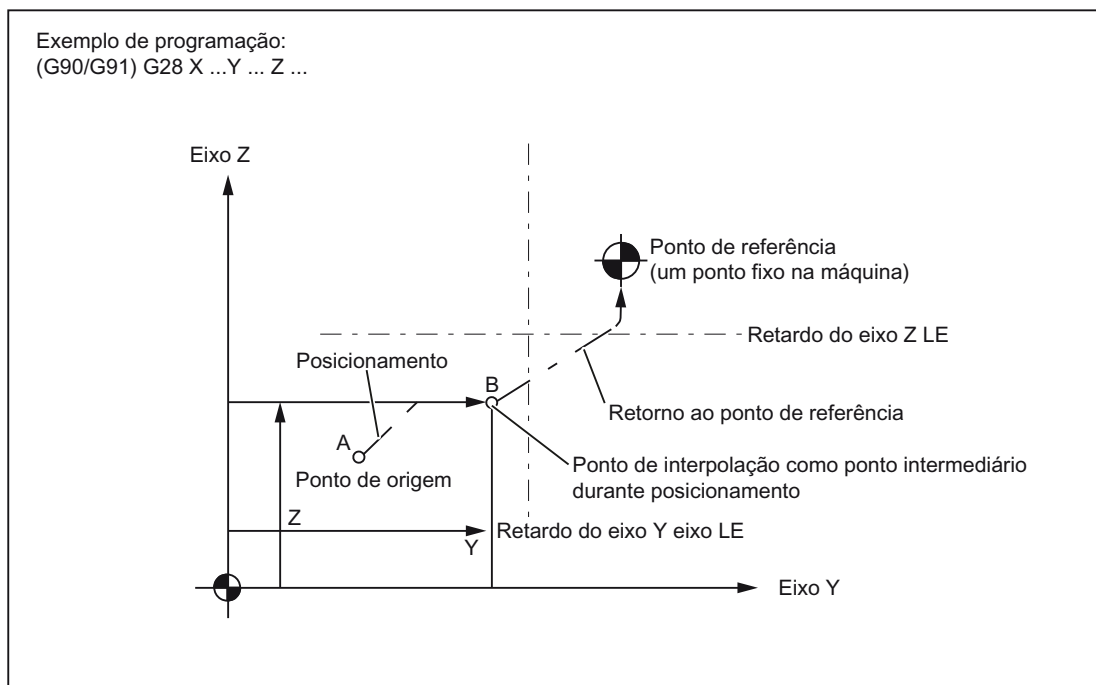 Exemplo de programação:
(G90/G91) G28 X ...Y ... Z ...
Eixo Z
Ponto de referência
(um ponto fixo na máquina)
Retardo do eixo Z LE
Posicionamento
B
Retorno ao ponto de referência
A
Ponto de origem
Ponto de interpolação como ponto intermediário
durante posicionamento
Z
Y
Retardo do eixo Y eixo LE
Eixo Y